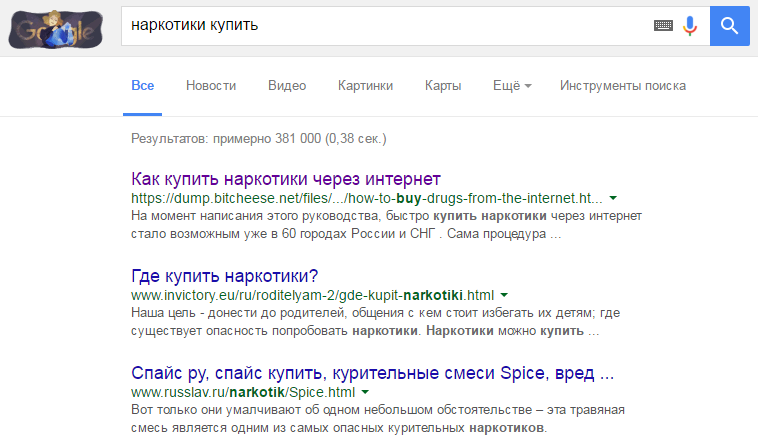 Google
наркотики купить
Все Новости Видео Картинки Карты Ещё Инструменты поиска
Результатов: примерно 381 000 (0,38 сек.)
Как купить наркотики через интернет
https://dump.bitcheese.net/files/.../how-to-buy-drugs-from-the-internet.ht...
На момент написания этого руководства, быстро купить наркотики через интернет
стало возможным уже в 60 городах России и СНГ . Сама процедура ...
Где купить наркотики?
www.invictory.eu/ru/roditelyam-2/gde-kupit-narkotiki.html
Наша цель - донести до родителей, общения с кем стоит избегать их детям; где
существует опасность попробовать наркотики. Наркотики можно купить ...
Спайс ру, спайс купить, курительные смеси Spice, вред ...
www.russlav.ru/narkotik/Spice.html
Вот только они умалчивают об одном небольшом обстоятельстве – эта травяная
смесь является одним из самых опасных курительных наркотиков.